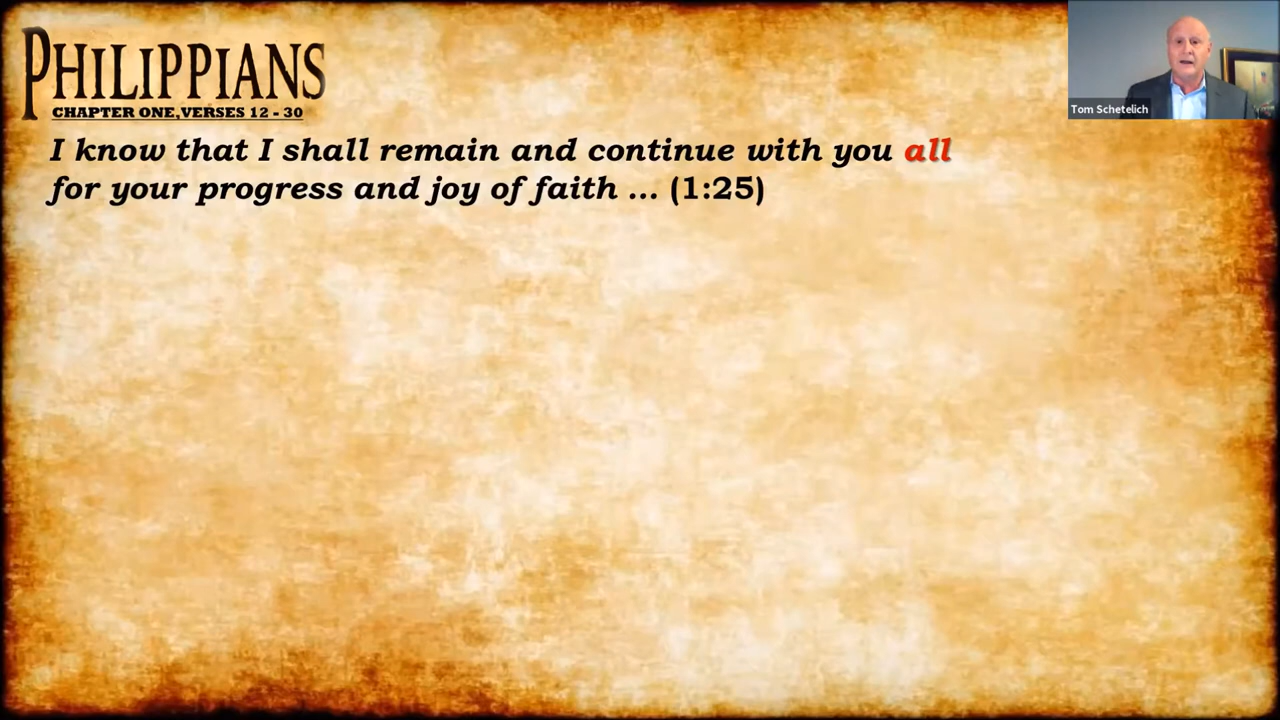 PHILIPPIANS
CHAPTER ONE, VERSES 12 - 30
I know that I shall remain and continue with you all
for your progress and joy of faith ... (1:25)
Tom Schetelich